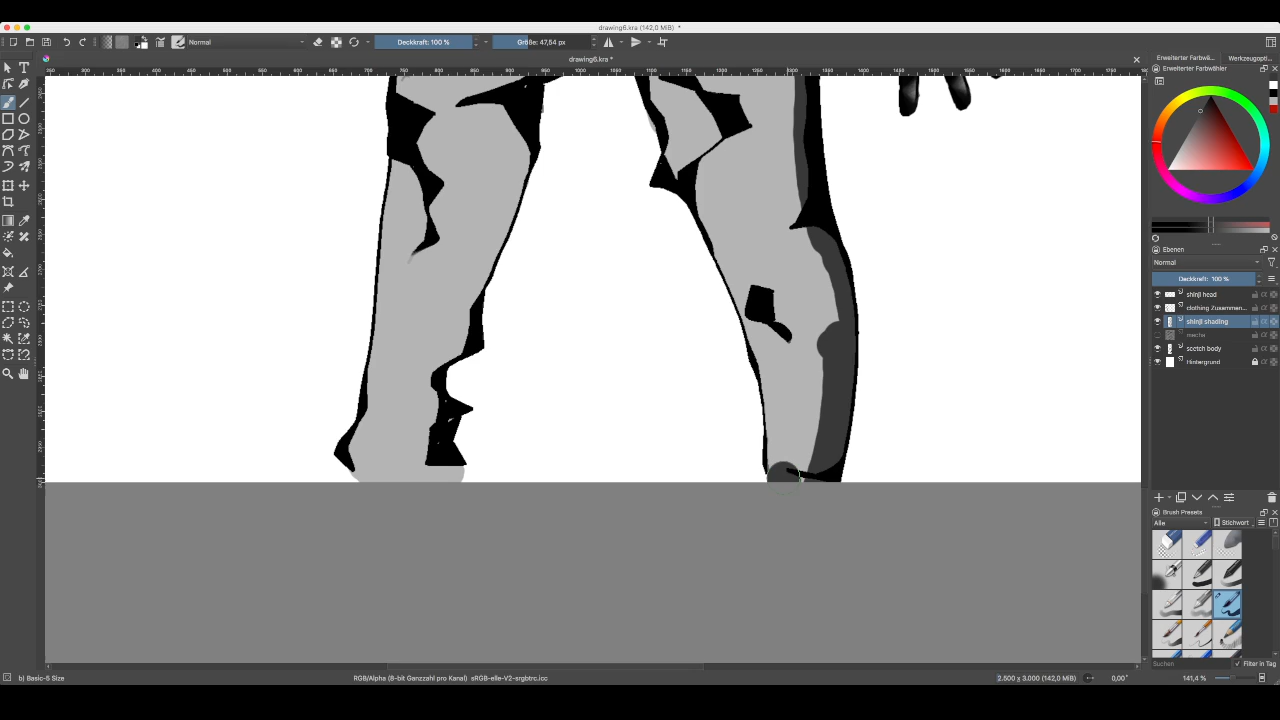 drawing6.kra (142,0 MiB) *
Normal
Deckkraft: 100 %
Größe: 47,54 px
drawing6.kra *
Erweiterter Farbwä...
Werkzeugopti...
Erweiterter Farbwähler
Ebenen
Normal
Deckkraft: 100 %
shinji head
clothing Zusammen...
shinji shading
mecha
scetch body
Hintergrund
Brush Presets
Alle
Stichwort
Suchen
Filter in Tag
b) Basic-5 Size
RGB/Alpha (8-bit Ganzzahl pro Kanal) sRGB-elle-V2-srgbtrc.icc
2.500 x 3.000 (142,0 MiB)
0,00°
141,4 %